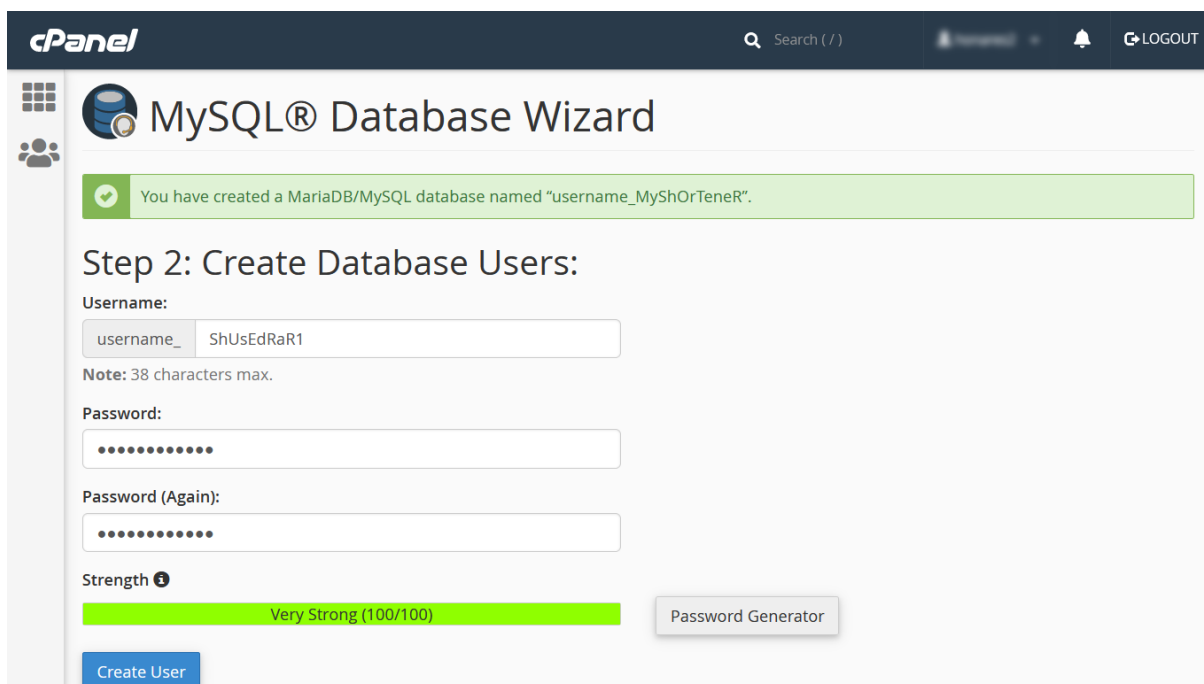 cPanel
Search ( / )
LOGOUT
MySQL® Database Wizard
You have created a MariaDB/MySQL database named “username_MyShOrTeneR”.
Step 2: Create Database Users:
Username:
username_ ShUsEdRaR1
Note: 38 characters max.
Password:
••••••••••••
Password (Again):
••••••••••••
Strength
Very Strong (100/100)
Password Generator
Create User